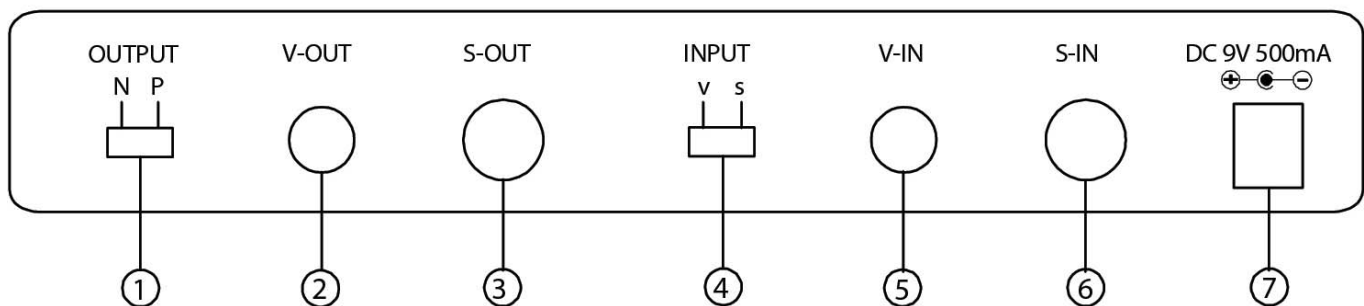 OUTPUT V-OUT S-OUT INPUT V-IN S-IN DC 9V 500mA
N P v s + −
1 2 3 4 5 6 7